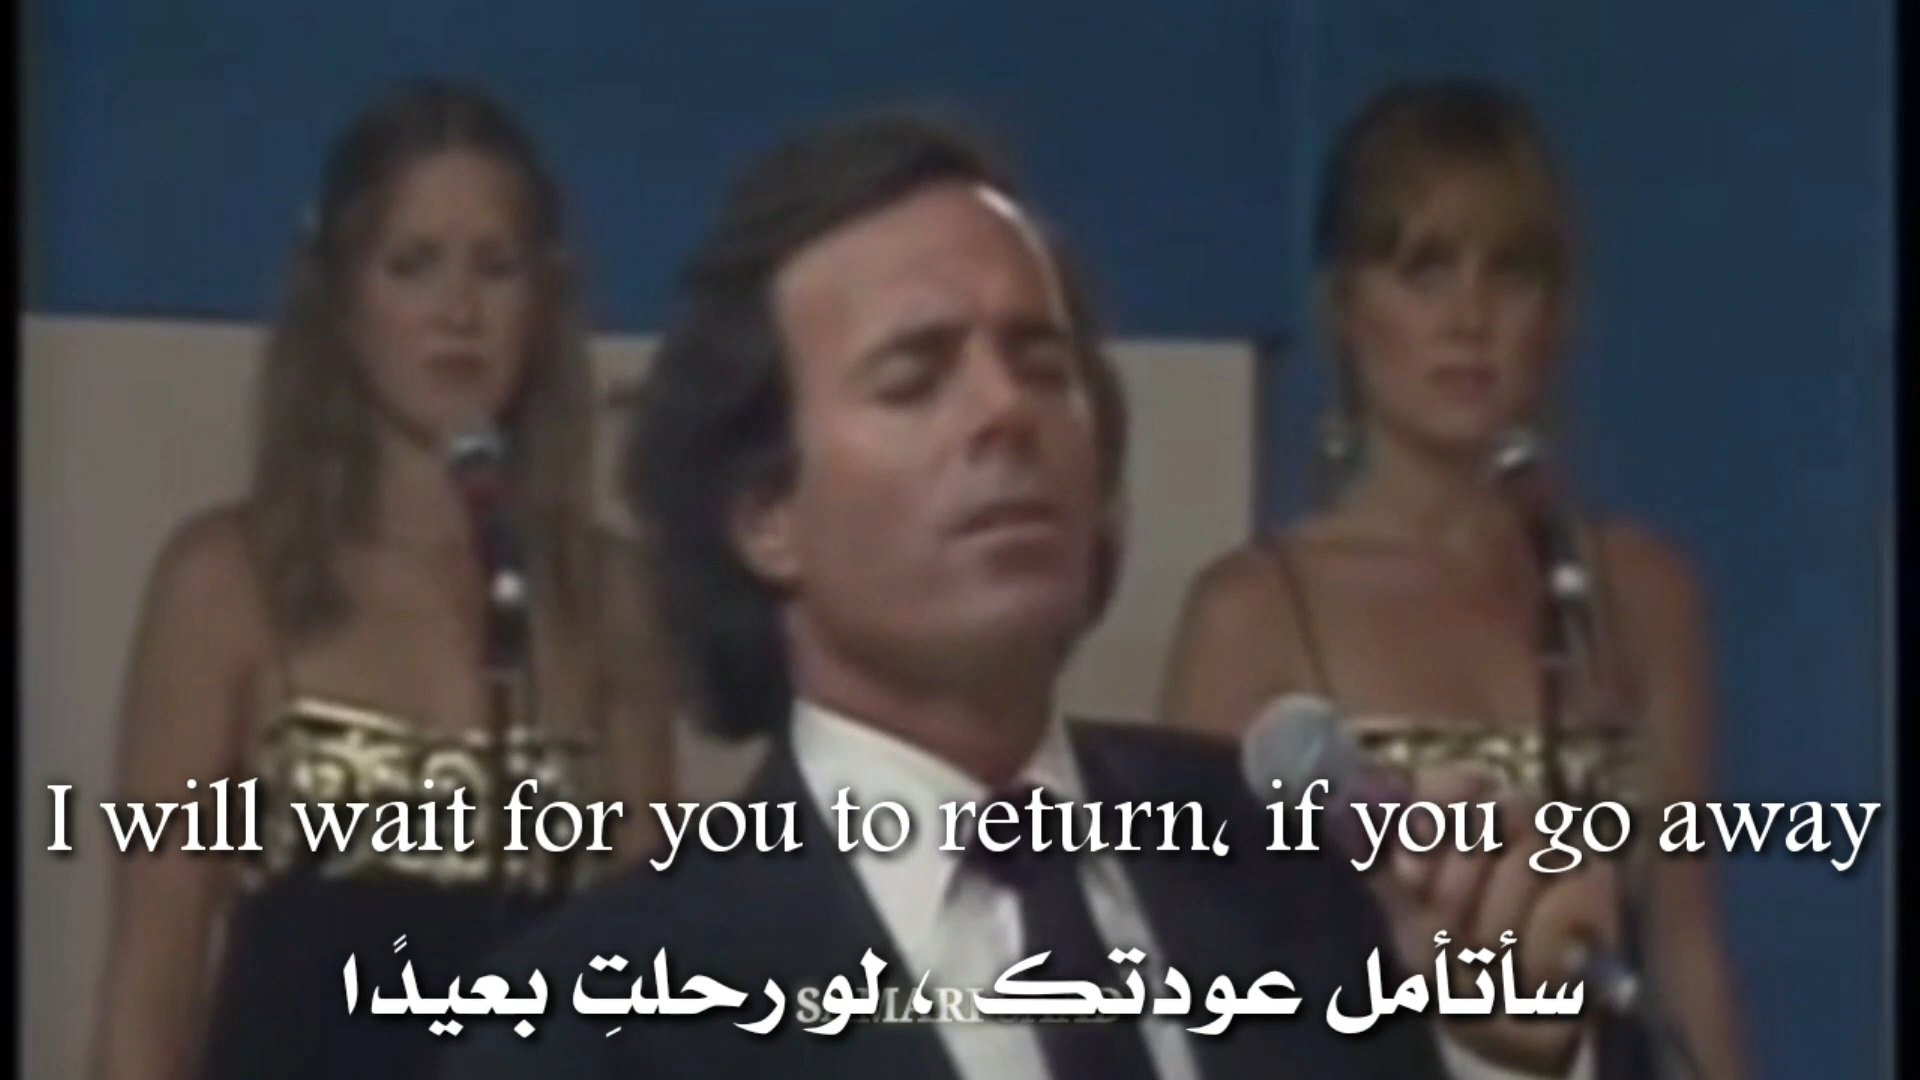 I will wait for you to return، if you go away
سأتأمل عودتك ، لو رحلتِ بعيدًا